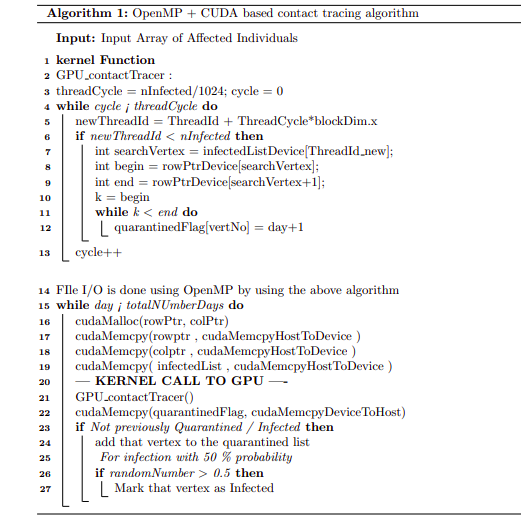 Algorithm 1: OpenMP + CUDA based contact tracing algorithm
Input: Input Array of Affected Individuals
1 kernel Function
2 GPU_contactTracer :
3 threadCycle = nInfected/1024; cycle = 0
4 while cycle ¡ threadCycle do
5 newThreadId = ThreadId + ThreadCycle*blockDim.x
6 if newThreadId < nInfected then
7 int searchVertex = infectedListDevice[ThreadId_new];
8 int begin = rowPtrDevice[searchVertex];
9 int end = rowPtrDevice[searchVertex+1];
10 k = begin
11 while k < end do
12 quarantinedFlag[vertNo] = day+1
13 cycle++
14 FIle I/O is done using OpenMP by using the above algorithm
15 while day ¡ totalNUmberDays do
16 cudaMalloc(rowPtr, colPtr)
17 cudaMemcpy(rowptr , cudaMemcpyHostToDevice )
18 cudaMemcpy(colptr , cudaMemcpyHostToDevice )
19 cudaMemcpy( infectedList , cudaMemcpyHostToDevice )
20 — KERNEL CALL TO GPU —-
21 GPU_contactTracer()
22 cudaMemcpy(quarantinedFlag, cudaMemcpyDeviceToHost)
23 if Not previously Quarantined / Infected then
24 add that vertex to the quarantined list
25 For infection with 50 % probability
26 if randomNumber > 0.5 then
27 Mark that vertex as Infected